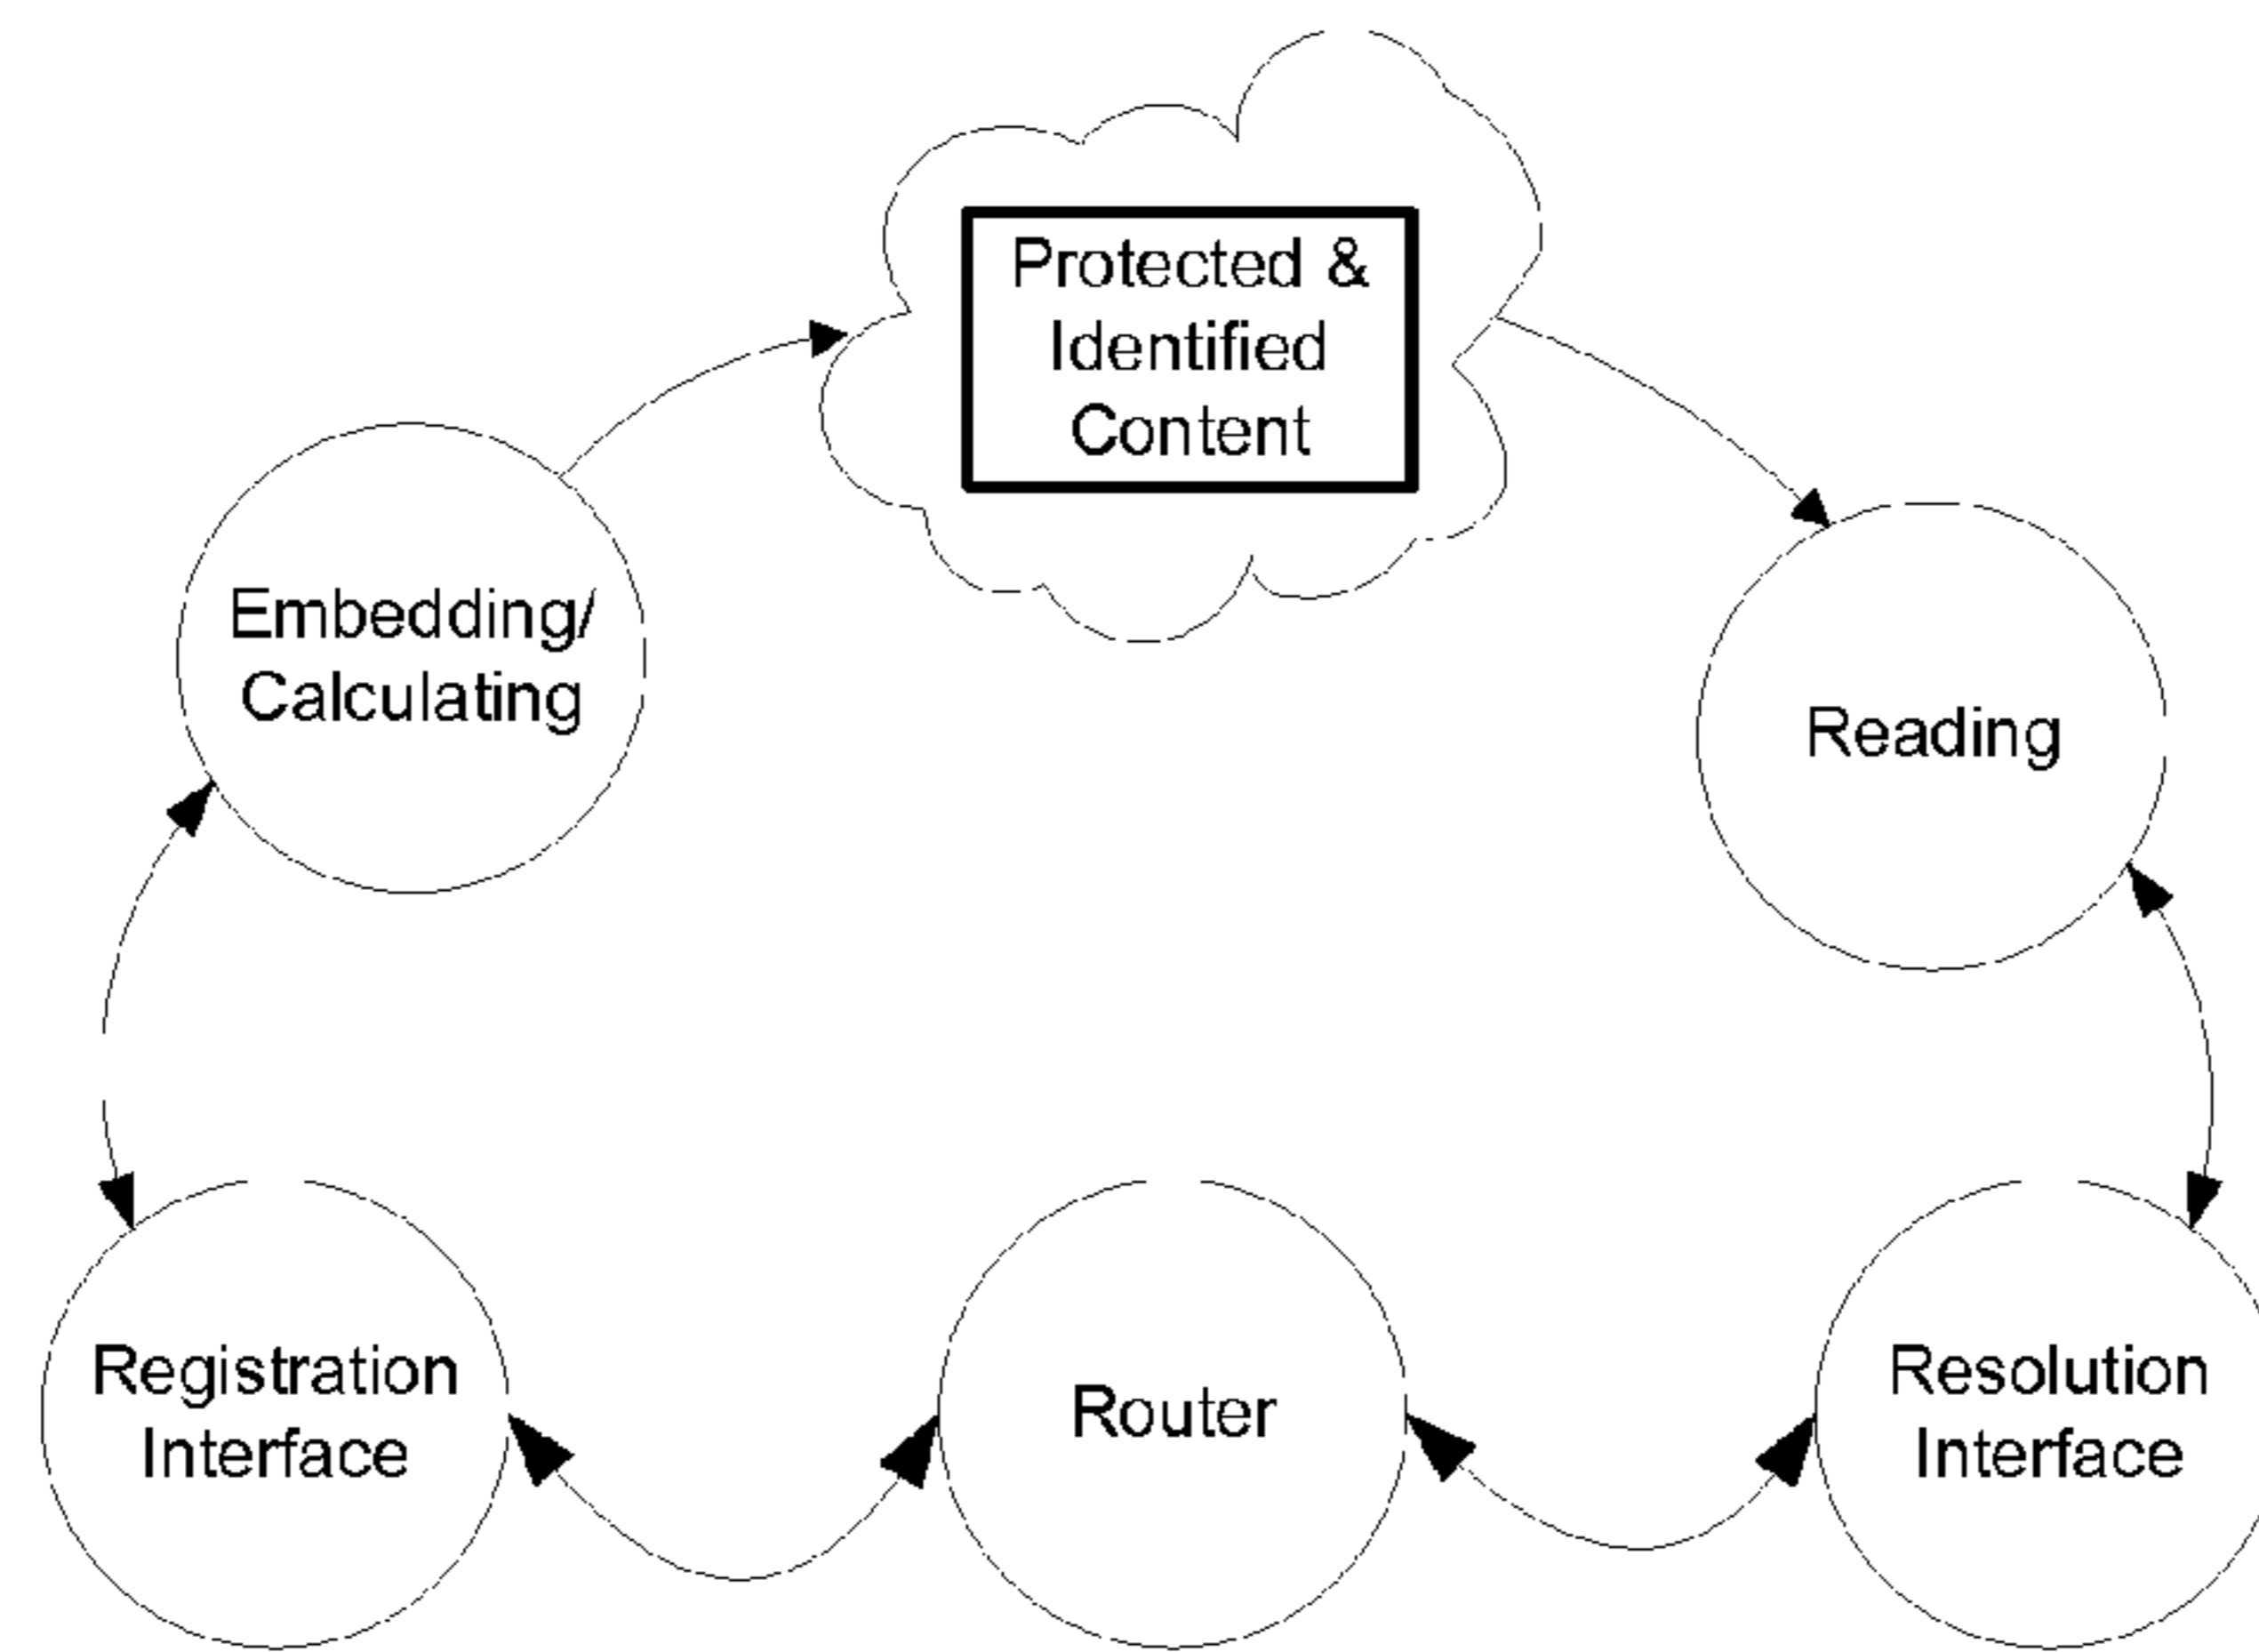 Protected &
Identified
Content
Embedding/
Calculating
Reading
Registration
Interface
Router
Resolution
Interface